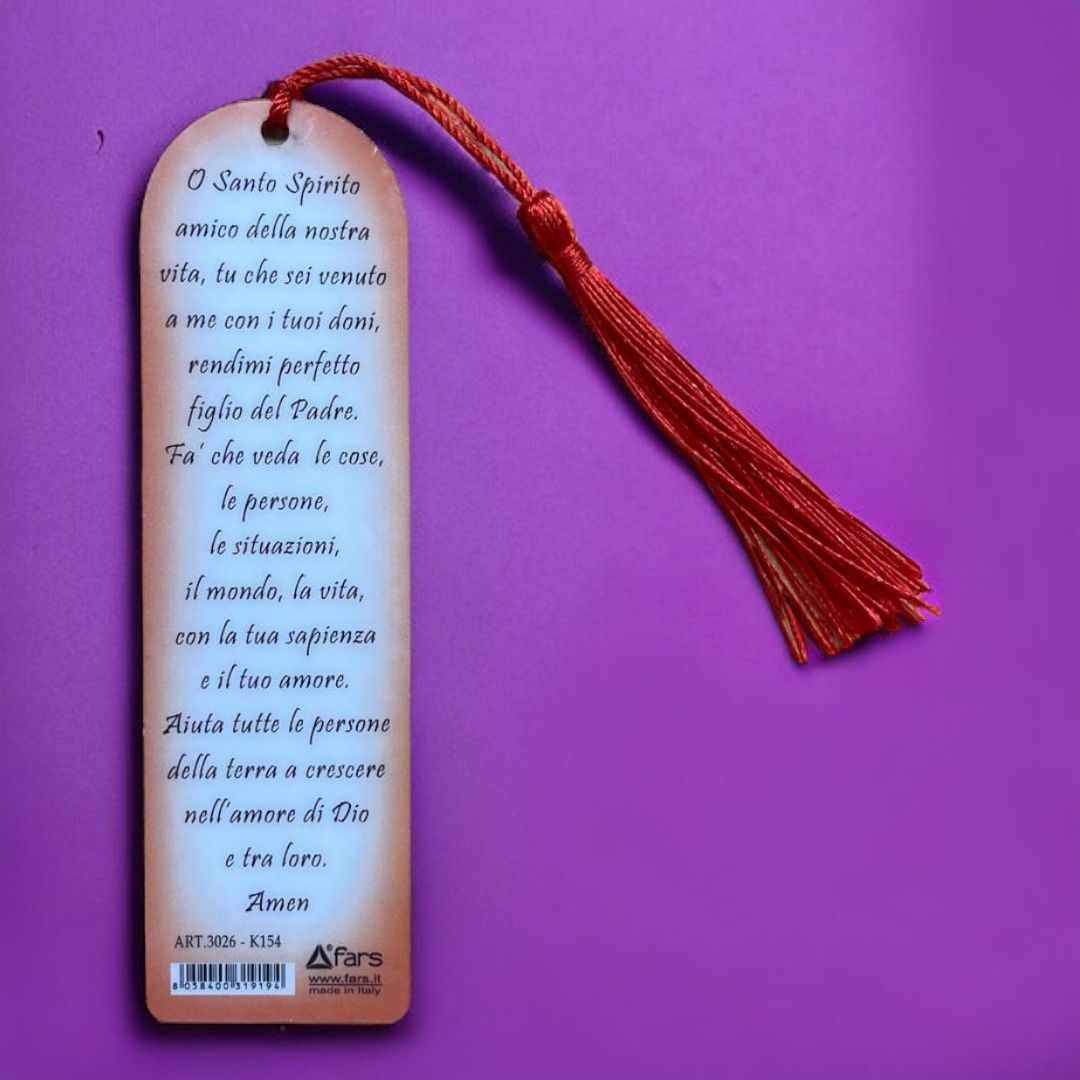 O Santo Spirito
amico della nostra
vita, tu che sei venuto
a me con i tuoi doni,
rendimi perfetto
figlio del Padre.
Fa' che veda le cose,
le persone,
le situazioni,
il mondo, la vita,
con la tua sapienza
e il tuo amore.
Aiuta tutte le persone
della terra a crescere
nell'amore di Dio
e tra loro.
Amen
ART.3026 - K154
fars
www.fars.it
made in Italy
8 058400 319194